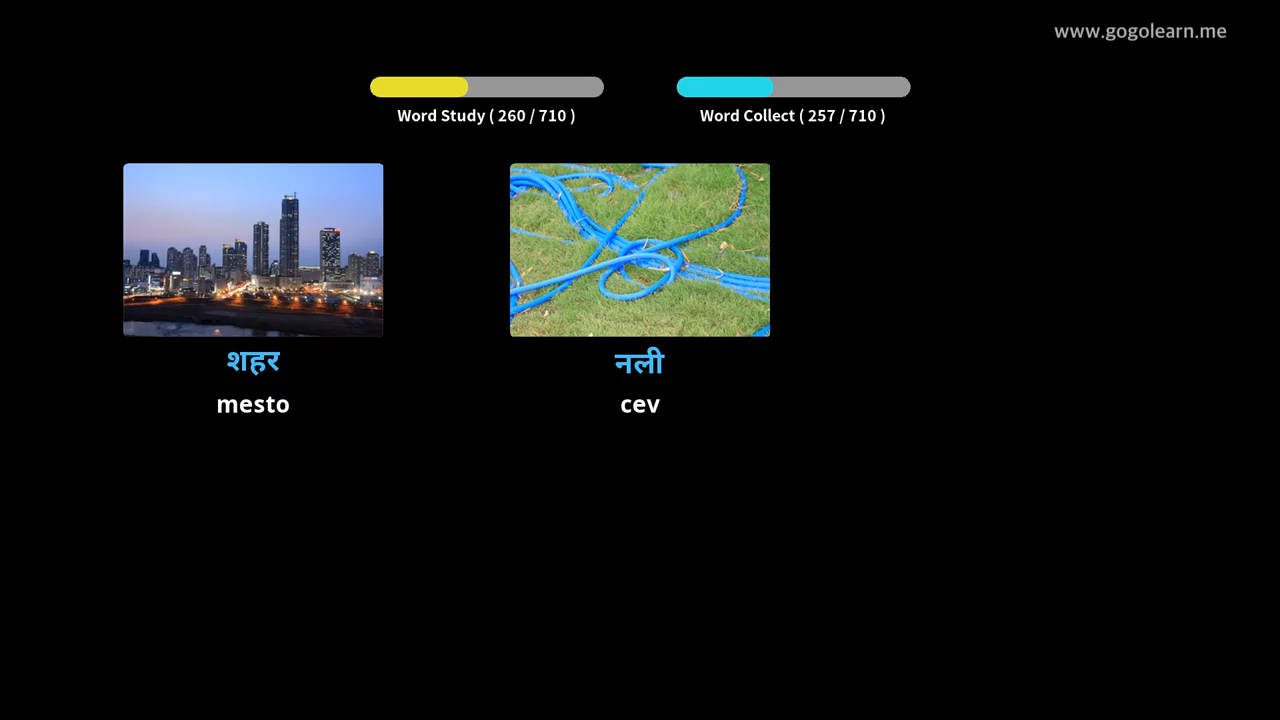 www.gogolearn.me
Word Study ( 260 / 710 )
Word Collect ( 257 / 710 )
शहर
mesto
नली
cev